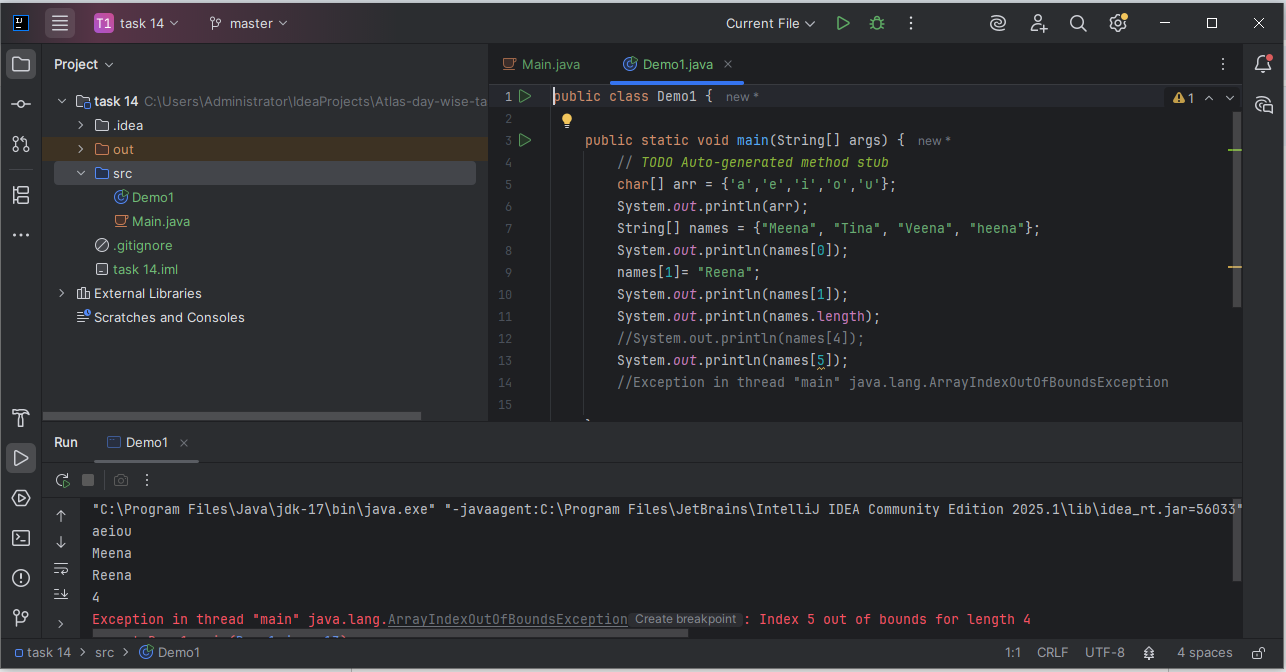 T1 task 14 master Current File
Project
Main.java Demo1.java
task 14 C:\Users\Administrator\IdeaProjects\Atlas-day-wise-ta
.idea
out
src
Demo1
Main.java
.gitignore
task 14.iml
External Libraries
Scratches and Consoles
1 public class Demo1 { new *
1
2
3 public static void main(String[] args) { new *
4 // TODO Auto-generated method stub
5 char[] arr = {'a','e','i','o','u'};
6 System.out.println(arr);
7 String[] names = {"Meena", "Tina", "Veena", "heena"};
8 System.out.println(names[0]);
9 names[1]= "Reena";
10 System.out.println(names[1]);
11 System.out.println(names.length);
12 //System.out.println(names[4]);
13 System.out.println(names[5]);
14 //Exception in thread "main" java.lang.ArrayIndexOutOfBoundsException
15
Run Demo1
"C:\Program Files\Java\jdk-17\bin\java.exe" "-javaagent:C:\Program Files\JetBrains\IntelliJ IDEA Community Edition 2025.1\lib\idea_rt.jar=56033"
aeiou
Meena
Reena
4
Exception in thread "main" java.lang.ArrayIndexOutOfBoundsException Create breakpoint : Index 5 out of bounds for length 4
task 14 > src > Demo1 1:1 CRLF UTF-8 4 spaces